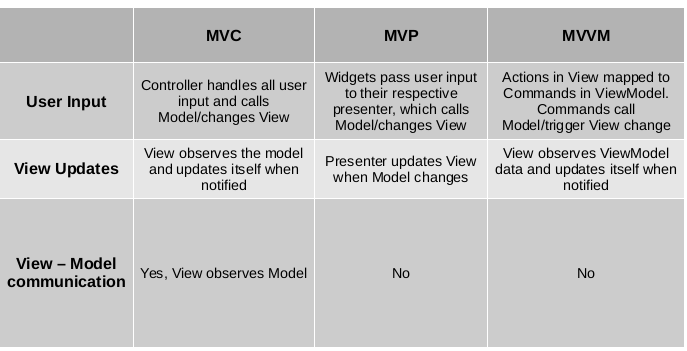 MVC
MVP
MVVM
User Input
Controller handles all user
input and calls
Model/changes View
Widgets pass user input
to their respective
presenter, which calls
Model/changes View
Actions in View mapped to
Commands in ViewModel.
Commands call
Model/trigger View change
View Updates
View observes the model
and updates itself when
notified
Presenter updates View
when Model changes
View observes ViewModel
data and updates itself when
notified
View – Model
communication
Yes, View observes Model
No
No